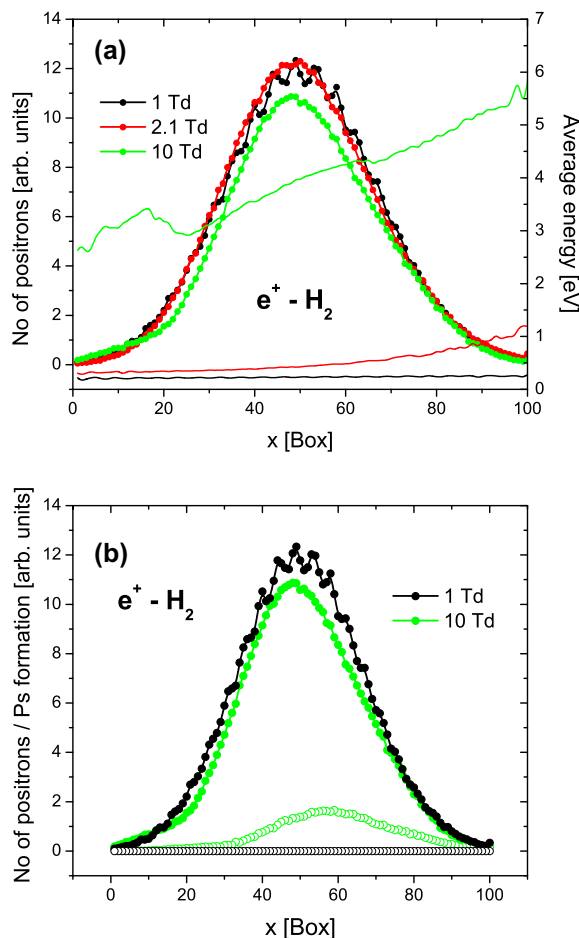 (a)
1 Td
2.1 Td
10 Td
e⁺ - H₂
No of positrons [arb. units]
14
12
10
8
6
4
2
0
7
6
5
4
3
2
1
0
Average energy [eV]
0 20 40 60 80 100
x [Box]
(b)
e⁺ - H₂
1 Td
10 Td
No of positrons / Ps formation [arb. units]
14
12
10
8
6
4
2
0
0 20 40 60 80 100
x [Box]